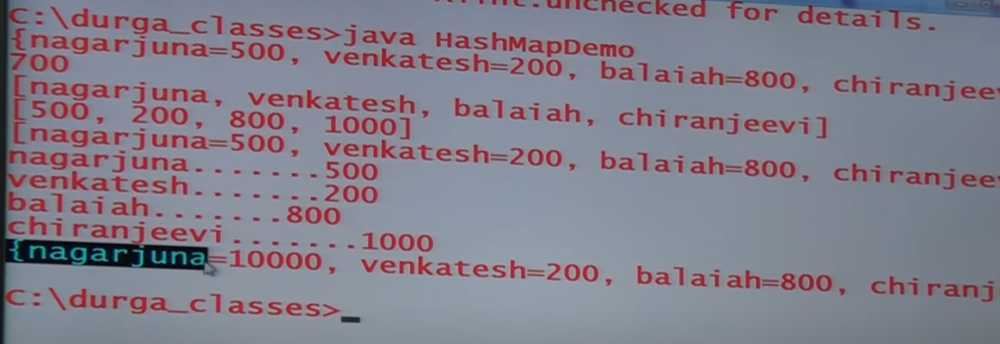 unchecked for details.
C:\durga_classes>java HashMapDemo
{nagarjuna=500, venkatesh=200, balaiah=800, chiranjee
700
[nagarjuna, venkatesh, balaiah, chiranjeevi]
[500, 200, 800, 1000]
[nagarjuna=500, venkatesh=200, balaiah=800, chiranjee
nagarjuna.......500
venkatesh.......200
balaiah.......800
chiranjeevi.......1000
{nagarjuna=10000, venkatesh=200, balaiah=800, chiranj
C:\durga_classes>_